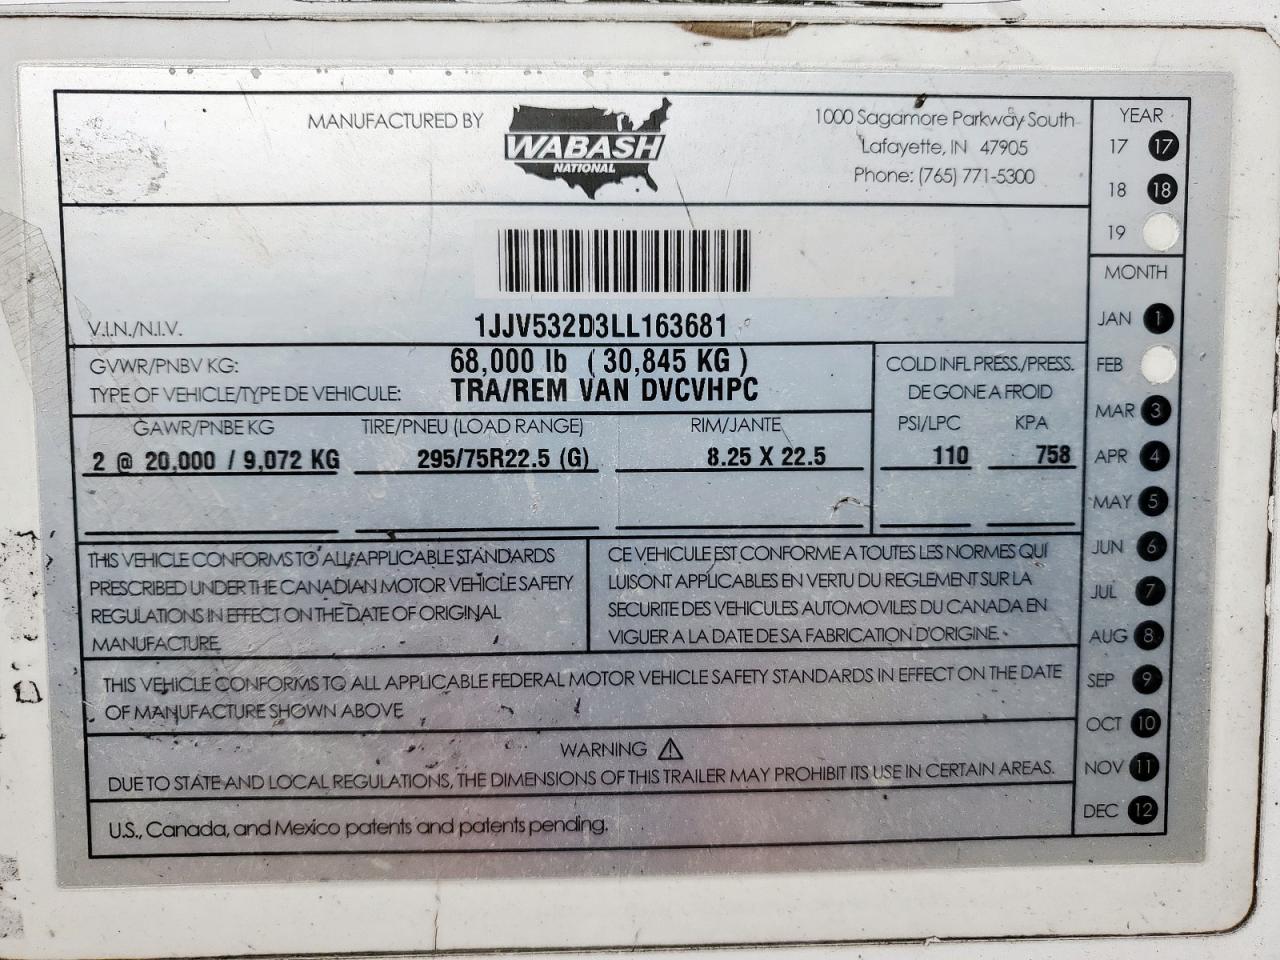 MANUFACTURED BY
WABASH
NATIONAL
1000 Sagamore Parkway South
Lafayette, IN 47905
Phone: (765) 771-5300
YEAR
17 17
18 18
19
V.I.N./N.I.V.
1JJV532D3LL163681
GVWR/PNBV KG:
68,000 lb ( 30,845 KG )
TYPE OF VEHICLE/TYPE DE VEHICULE:
TRA/REM VAN DVCVHPC
COLD INFL PRESS./PRESS.
DE GONE A FROID
GAWR/PNBE KG
TIRE/PNEU (LOAD RANGE)
RIM/JANTE
PSI/LPC
KPA
2 @ 20,000 / 9,072 KG
295/75R22.5 (G)
8.25 X 22.5
110
758
THIS VEHICLE CONFORMS TO ALL APPLICABLE STANDARDS
PRESCRIBED UNDER THE CANADIAN MOTOR VEHICLE SAFETY
REGULATIONS IN EFFECT ON THE DATE OF ORIGINAL
MANUFACTURE
CE VEHICULE EST CONFORME A TOUTES LES NORMES QUI
LUISONT APPLICABLES EN VERTU DU REGLEMENT SUR LA
SECURITE DES VEHICULES AUTOMOVILES DU CANADA EN
VIGUER A LA DATE DE SA FABRICATION D'ORIGINE.
THIS VEHICLE CONFORMS TO ALL APPLICABLE FEDERAL MOTOR VEHICLE SAFETY STANDARDS IN EFFECT ON THE DATE
OF MANUFACTURE SHOWN ABOVE
WARNING
DUE TO STATE AND LOCAL REGULATIONS, THE DIMENSIONS OF THIS TRAILER MAY PROHIBIT ITS USE IN CERTAIN AREAS.
U.S., Canada, and Mexico patents and patents pending.
MONTH
JAN 1
FEB
MAR 3
APR 4
MAY 5
JUN 6
JUL 7
AUG 8
SEP 9
OCT 10
NOV 11
DEC 12